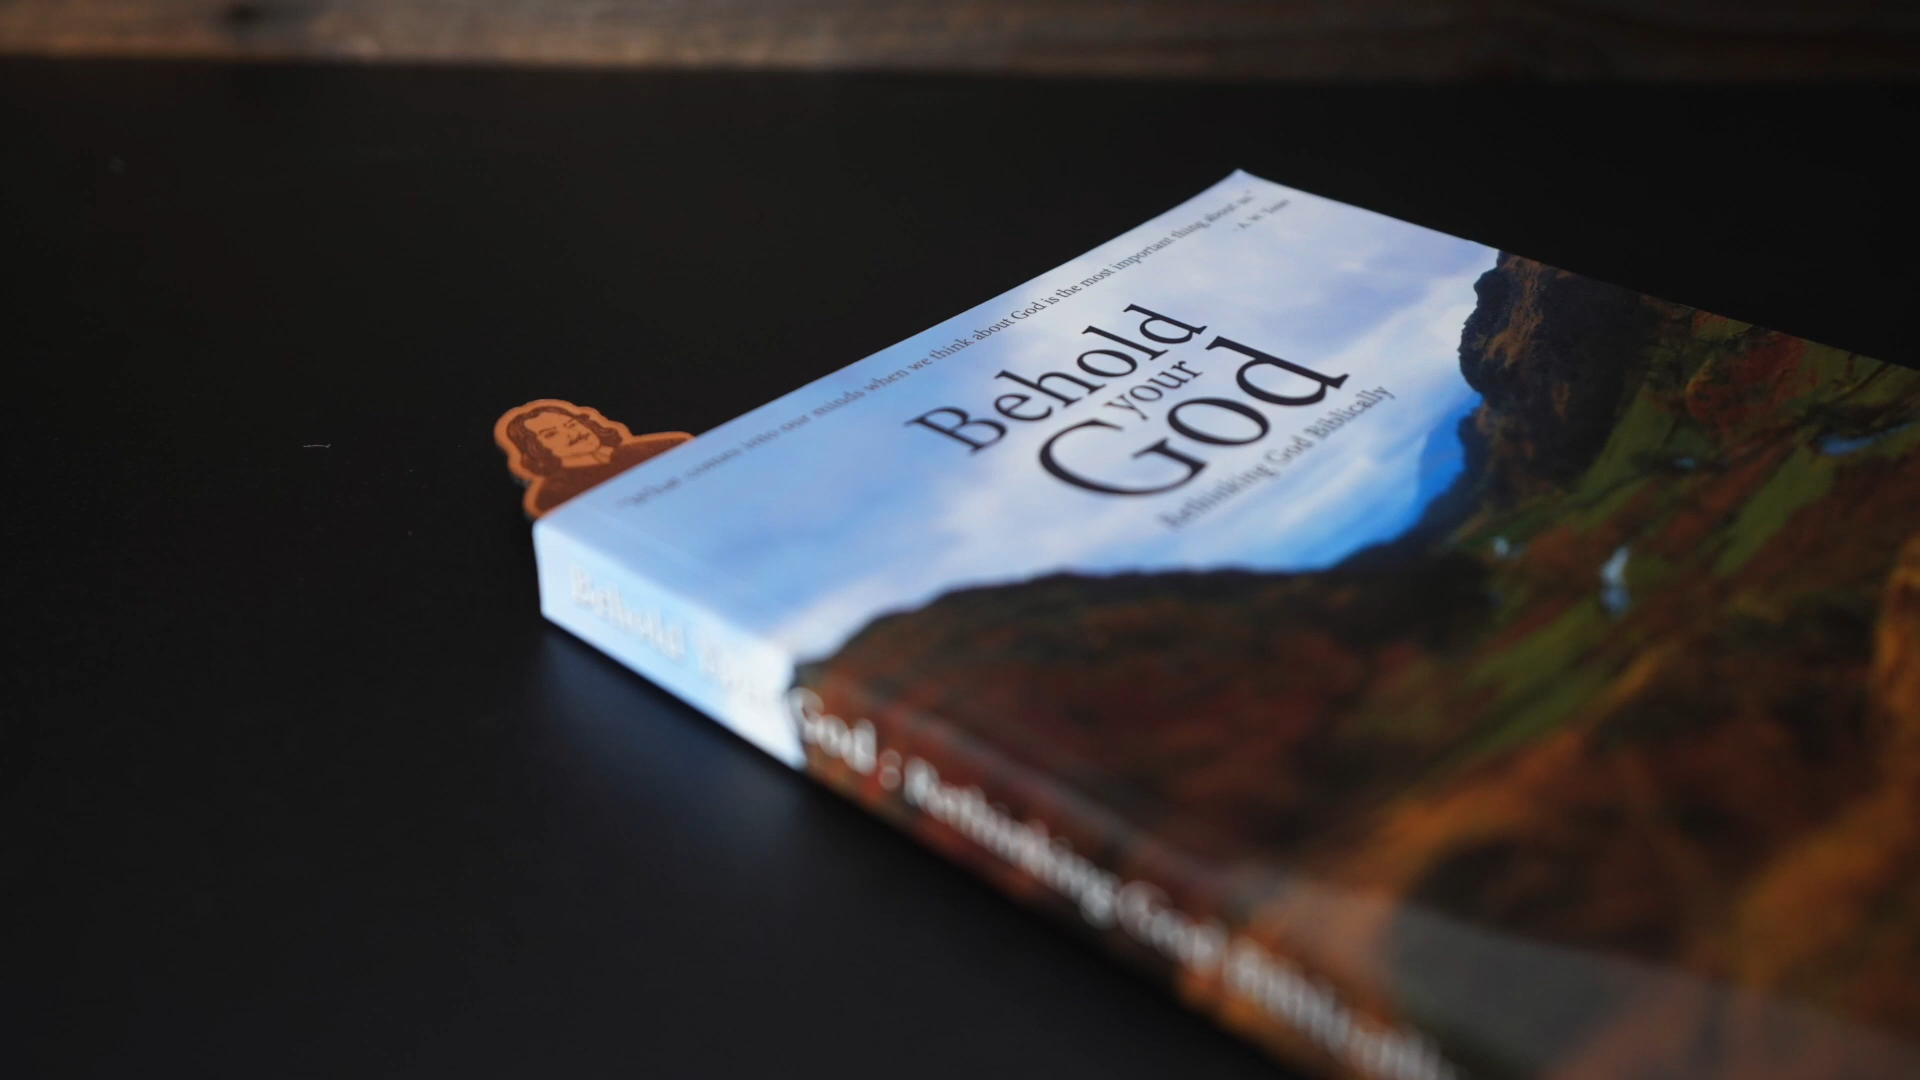 "What comes into our minds when we think about God is the most important thing about us"
- A. W. Tozer
Behold
your
God
Rethinking God Biblically
Behold Your God : Rethinking God Biblically